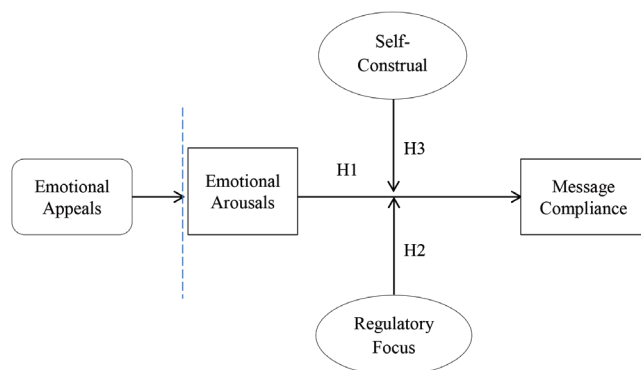 Self-
Construal
H3
H1
Emotional
Appeals
Emotional
Arousals
Message
Compliance
H2
Regulatory
Focus